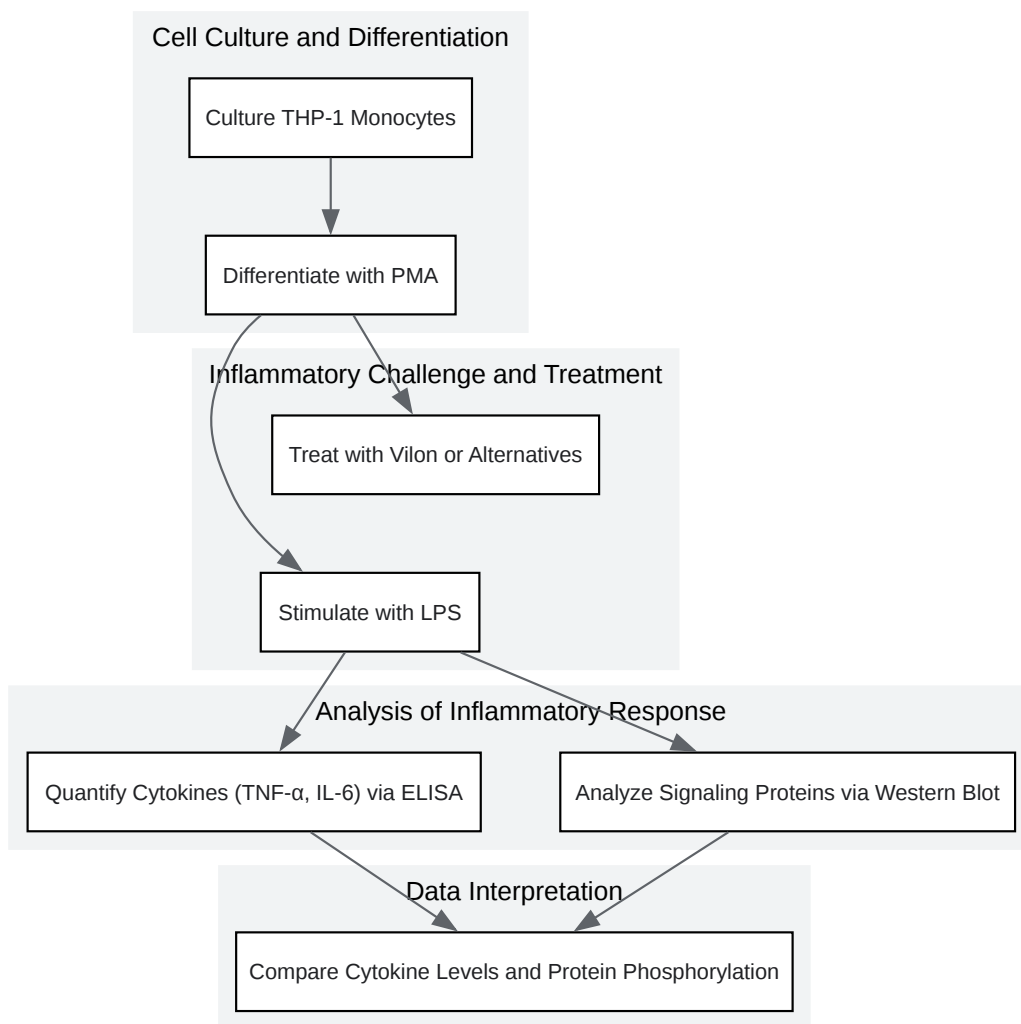 Cell Culture and Differentiation
Culture THP-1 Monocytes
Differentiate with PMA
Inflammatory Challenge and Treatment
Treat with Vilon or Alternatives
Stimulate with LPS
Analysis of Inflammatory Response
Quantify Cytokines (TNF-α, IL-6) via ELISA
Analyze Signaling Proteins via Western Blot
Data Interpretation
Compare Cytokine Levels and Protein Phosphorylation